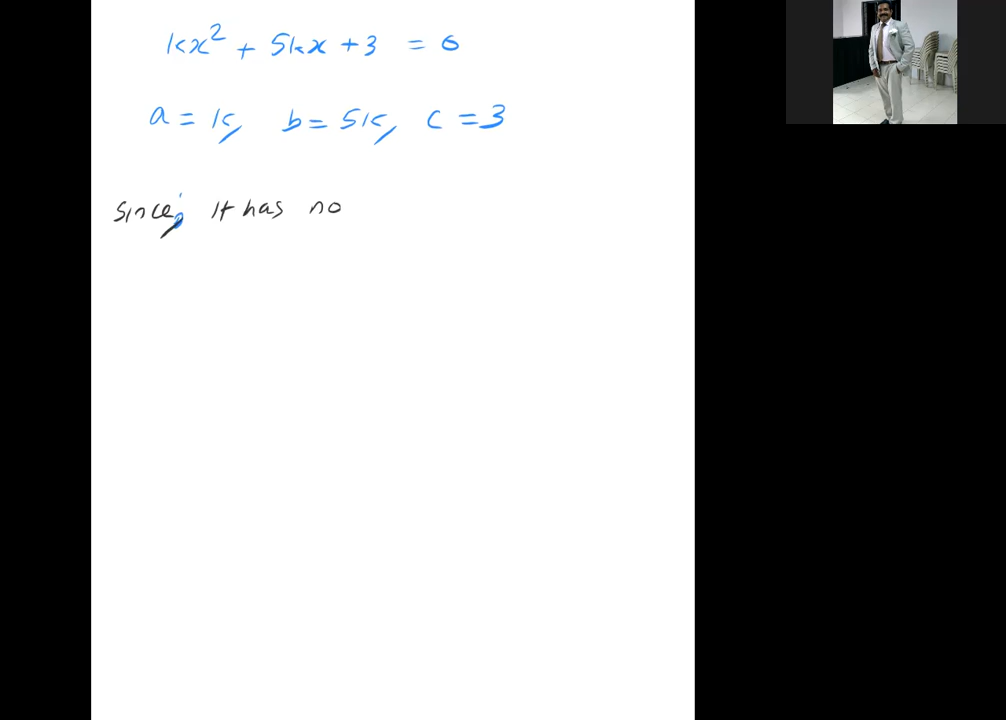 kx² + 5kx + 3 = 0
a = k, b = 5k, c = 3
since, it has no